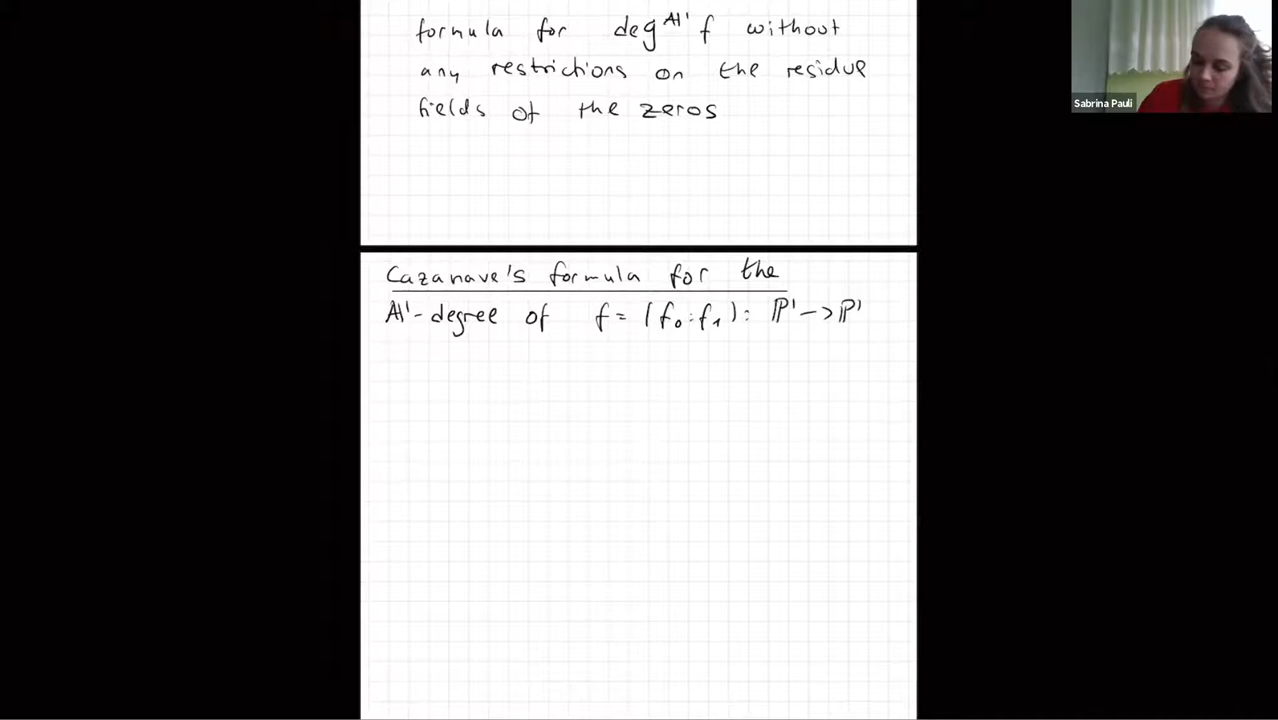 formula for deg^𝔸¹ f without
any restrictions on the residue
fields of the zeros
Sabrina Pauli
Cazanave's formula for the
𝔸¹-degree of f = (f₀:f₁): ℙ¹ → ℙ¹